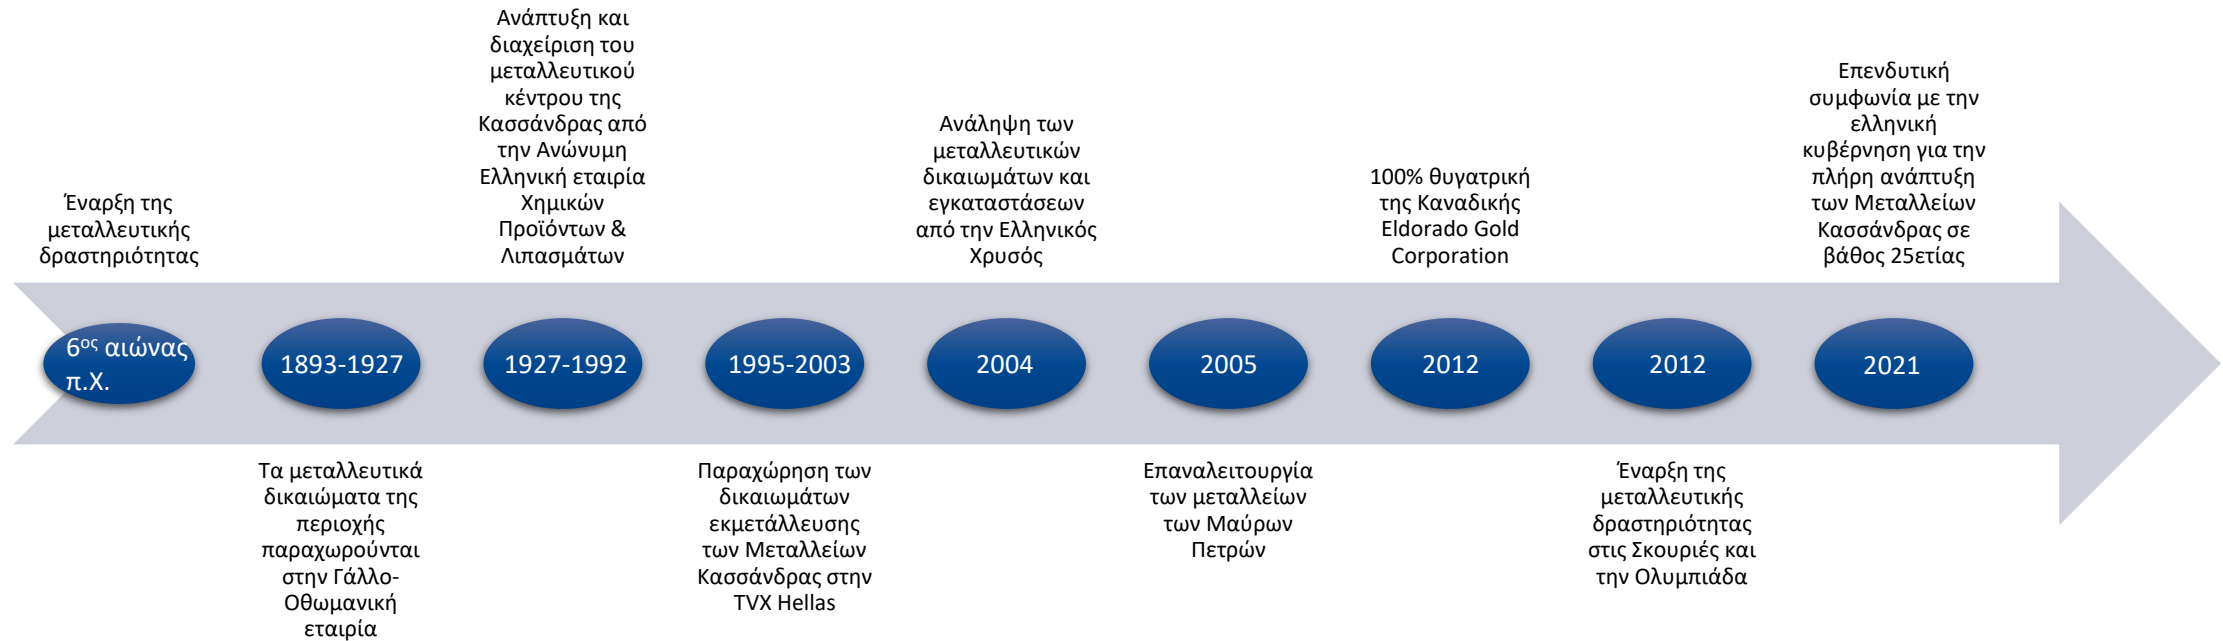 Έναρξη της
μεταλλευτικής
δραστηριότητας
6ος αιώνας
π.Χ.
1893-1927
Τα μεταλλευτικά
δικαιώματα της
περιοχής
παραχωρούνται
στην Γάλλο-
Οθωμανική
εταιρία
Ανάπτυξη και
διαχείριση του
μεταλλευτικού
κέντρου της
Κασσάνδρας από
την Ανώνυμη
Ελληνική εταιρία
Χημικών
Προϊόντων &
Λιπασμάτων
1927-1992
1995-2003
Παραχώρηση των
δικαιωμάτων
εκμετάλλευσης
των Μεταλλείων
Κασσάνδρας στην
TVX Hellas
Ανάληψη των
μεταλλευτικών
δικαιωμάτων και
εγκαταστάσεων
από την Ελληνικός
Χρυσός
2004
2005
Επαναλειτουργία
των μεταλλείων
των Μαύρων
Πετρών
100% θυγατρική
της Καναδικής
Eldorado Gold
Corporation
2012
2012
Έναρξη της
μεταλλευτικής
δραστηριότητας
στις Σκουριές και
την Ολυμπιάδα
Επενδυτική
συμφωνία με την
ελληνική
κυβέρνηση για την
πλήρη ανάπτυξη
των Μεταλλείων
Κασσάνδρας σε
βάθος 25ετίας
2021